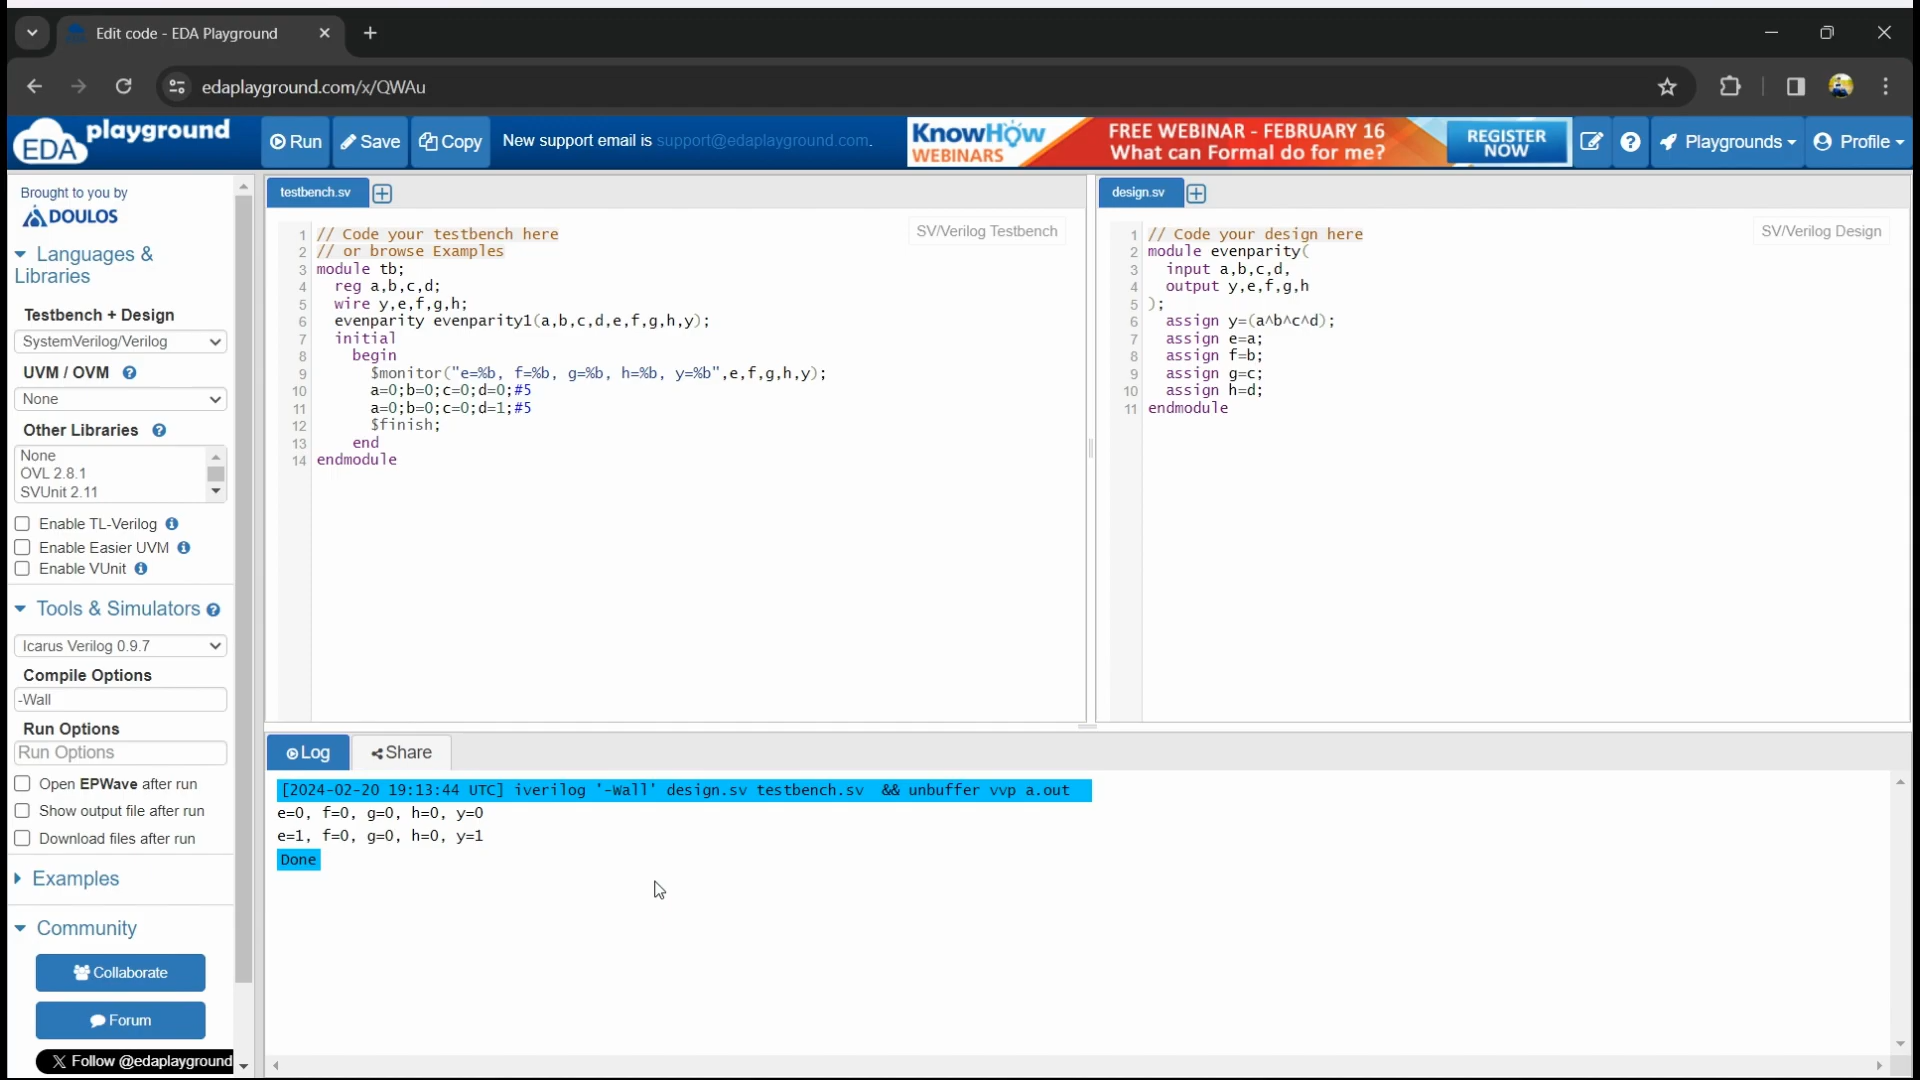 Edit code - EDA Playground
edaplayground.com/x/QWAu
EDA playground
Run
Save
Copy
New support email is support@edaplayground.com.
KnowHow
WEBINARS
FREE WEBINAR - FEBRUARY 16
What can Formal do for me?
REGISTER
NOW
Playgrounds
Profile
Brought to you by
DOULOS
Languages &
Libraries
Testbench + Design
SystemVerilog/Verilog
UVM / OVM
None
Other Libraries
None
OVL 2.8.1
SVUnit 2.11
Enable TL-Verilog
Enable Easier UVM
Enable VUnit
Tools & Simulators
Icarus Verilog 0.9.7
Compile Options
-Wall
Run Options
Run Options
Open EPWave after run
Show output file after run
Download files after run
Examples
Community
Collaborate
Forum
X Follow @edaplayground
testbench.sv
SV/Verilog Testbench
1 // Code your testbench here
2 // or browse Examples
3 module tb;
4 reg a,b,c,d;
5 wire y,e,f,g,h;
6 evenparity evenparity1(a,b,c,d,e,f,g,h,y);
7 initial
8 begin
9 $monitor("e=%b, f=%b, g=%b, h=%b, y=%b",e,f,g,h,y);
10 a=0;b=0;c=0;d=0;#5
11 a=0;b=0;c=0;d=1;#5
12 $finish;
13 end
14 endmodule
design.sv
SV/Verilog Design
1 // Code your design here
2 module evenparity(
3 input a,b,c,d,
4 output y,e,f,g,h
5 );
6 assign y=(a^b^c^d);
7 assign e=a;
8 assign f=b;
9 assign g=c;
10 assign h=d;
11 endmodule
Log
Share
[2024-02-20 19:13:44 UTC] iverilog '-Wall' design.sv testbench.sv && unbuffer vvp a.out
e=0, f=0, g=0, h=0, y=0
e=1, f=0, g=0, h=0, y=1
Done